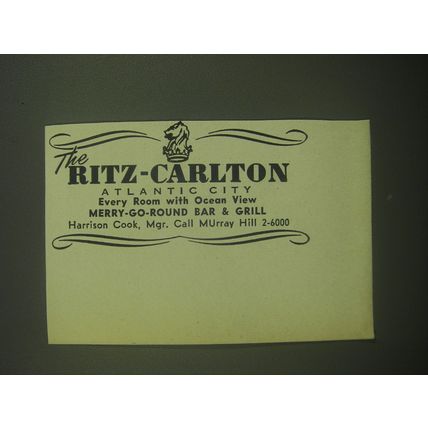 The
RITZ-CARLTON
ATLANTIC CITY
Every Room with Ocean View
MERRY-GO-ROUND BAR & GRILL
Harrison Cook, Mgr. Call MUrray Hill 2-6000